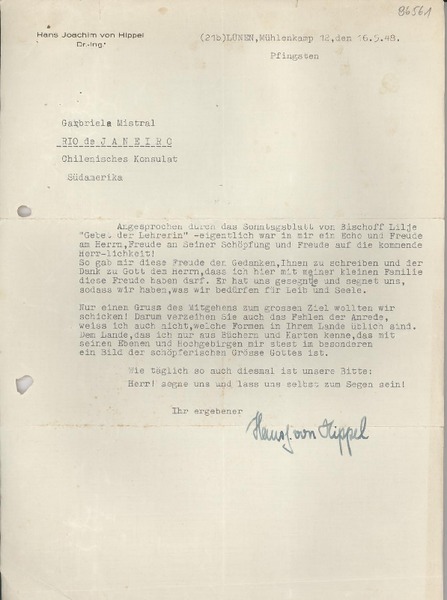 86561
Hans Joachim von Hippel
Dr.-Ing.
(21b)LÜNEN,Mühlenkamp 12,den 16.5.48.
Pfingsten
Gabriele Mistral
RIO de JANEIRO
Chilenisches Konsulat
Südamerika
Angesprochen durch das Sonntagsblatt von Bischoff Lilje
"Gebet der Lehrerin" -eigentlich war in mir ein Echo und Freude
am Herrn,Freude an Seiner Schöpfung und Freude auf die kommende
Herr-lichkeit!
So gab mir diese Freude den Gedanken,Ihnen zu schreiben und der
Dank zu Gott dem Herrn,dass ich hier mit meiner kleinen Familie
diese Freude haben darf. Er hat uns gesegnte und segnet uns,
sodass wir haben,was wir bedürfen für Leib und Seele.
Nur einen Gruss des Mitgehens zum grossen Ziel wollten wir
schicken! Darum verzeihen Sie auch das Fehlen der Anrede,
weiss ich auch nicht,welche Formen in Ihrem Lande üblich sind.
Dem Lande,das ich nur aus Büchern und Karten kenne,das mit
seinen Ebenen und Hochgebirgen mir stest im besonderen
ein Bild der schöpferischen Grösse Gottes ist.
Wie täglich so auch diesmal ist unsere Bitte:
Herr! segne uns und lass uns selbst zum Segen sein!
Ihr ergebener
Hans J. von Hippel